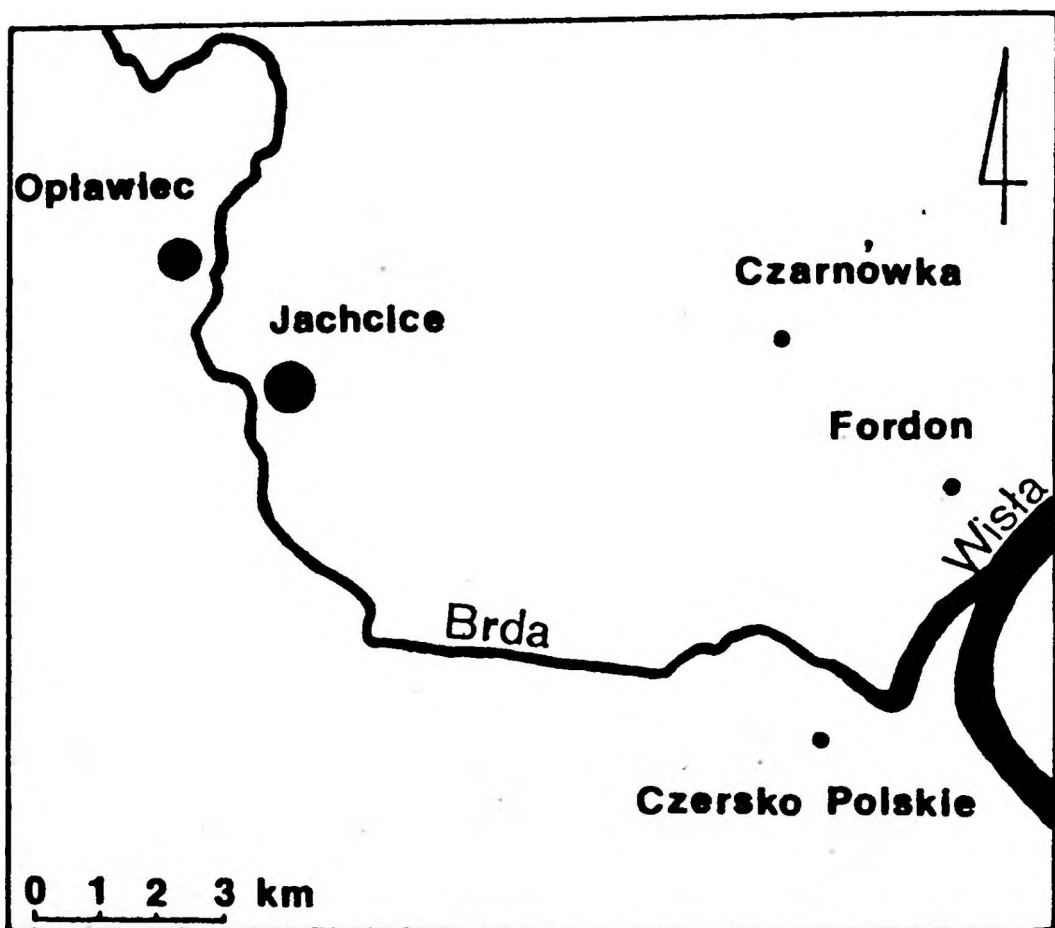 Opławiec
Czarnówka
Jachcice
Fordon
Wisła
Brda
Czersko Polskie
0 1 2 3 km